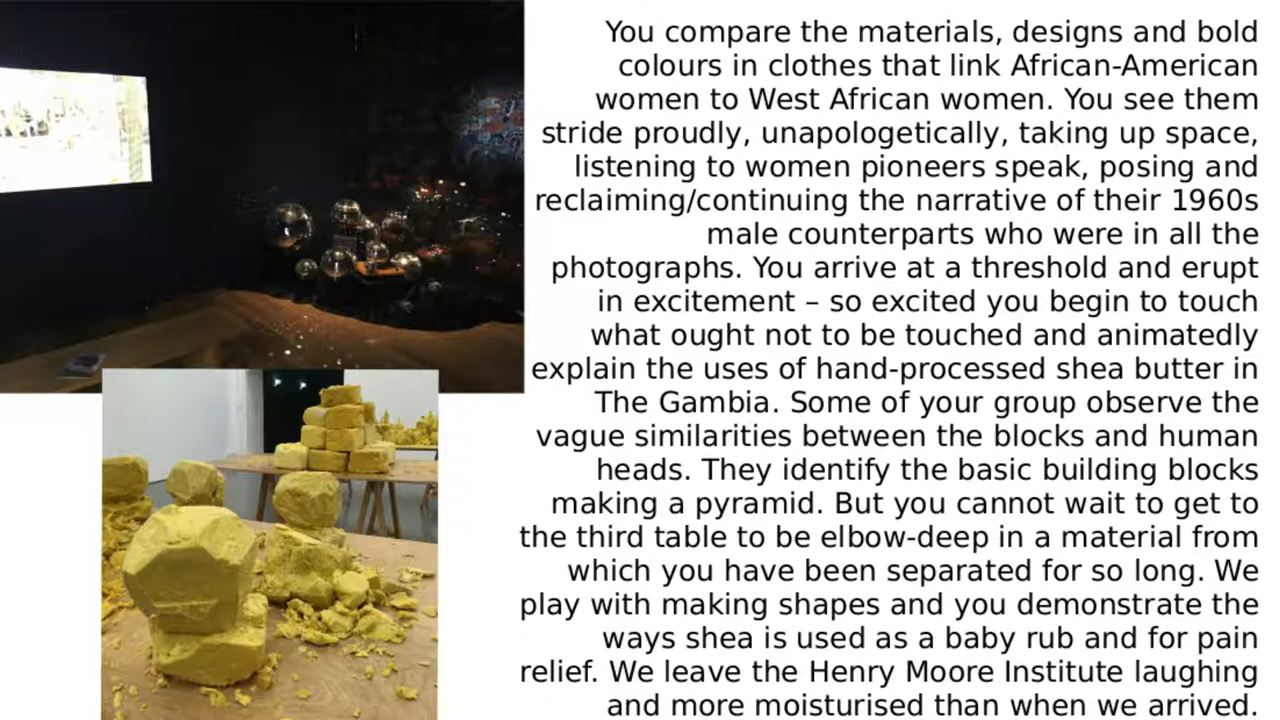 You compare the materials, designs and bold
colours in clothes that link African-American
women to West African women. You see them
stride proudly, unapologetically, taking up space,
listening to women pioneers speak, posing and
reclaiming/continuing the narrative of their 1960s
male counterparts who were in all the
photographs. You arrive at a threshold and erupt
in excitement – so excited you begin to touch
what ought not to be touched and animatedly
explain the uses of hand-processed shea butter in
The Gambia. Some of your group observe the
vague similarities between the blocks and human
heads. They identify the basic building blocks
making a pyramid. But you cannot wait to get to
the third table to be elbow-deep in a material from
which you have been separated for so long. We
play with making shapes and you demonstrate the
ways shea is used as a baby rub and for pain
relief. We leave the Henry Moore Institute laughing
and more moisturised than when we arrived.